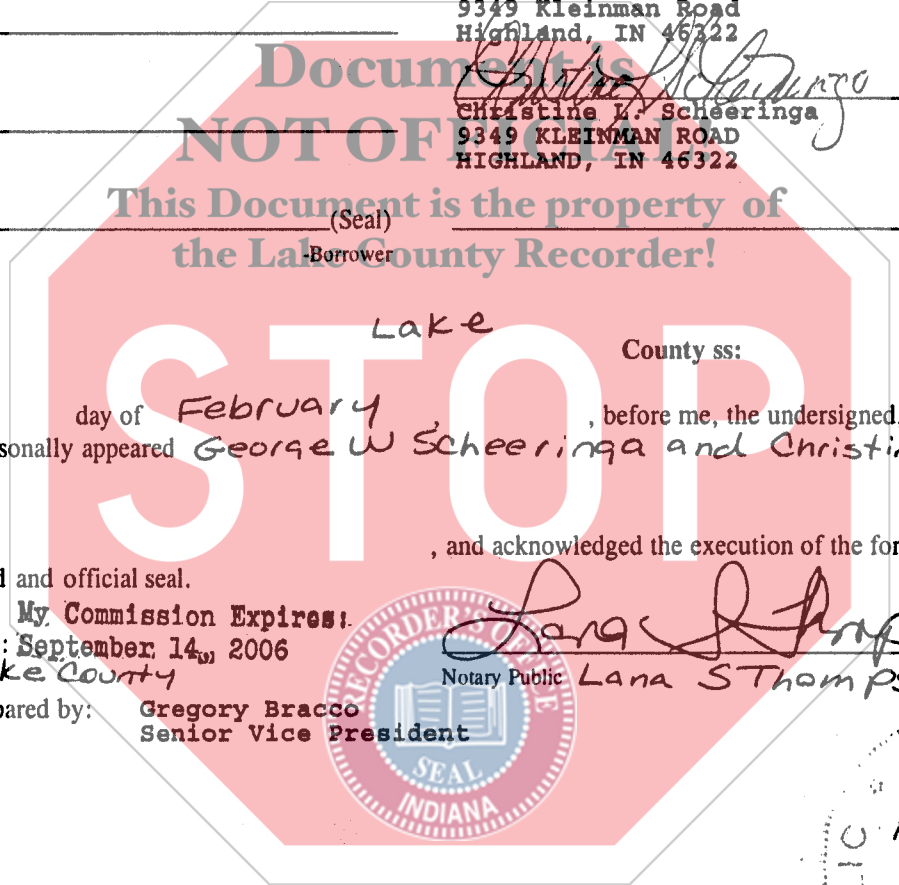 9349 Kleinman Road
Highland, IN 46322
Document is
Christine L. Scheeringa
Christine L. Scheeringa
NOT OFFICIAL!
9349 KLEINMAN ROAD
HIGHLAND, IN 46322
This Document is the property of
(Seal)
-Borrower
the Lake County Recorder!
Lake
County ss:
STOP
day of February , before me, the undersigned,
sonally appeared George W Scheeringa and Christi
, and acknowledged the execution of the for
d and official seal.
My Commission Expires:
: September 14, 2006
ke County
Lana S Thomp
Notary Public Lana S Thomps
pared by: Gregory Bracco
Senior Vice President
RECORDER'S OFFICE
SEAL
INDIANA